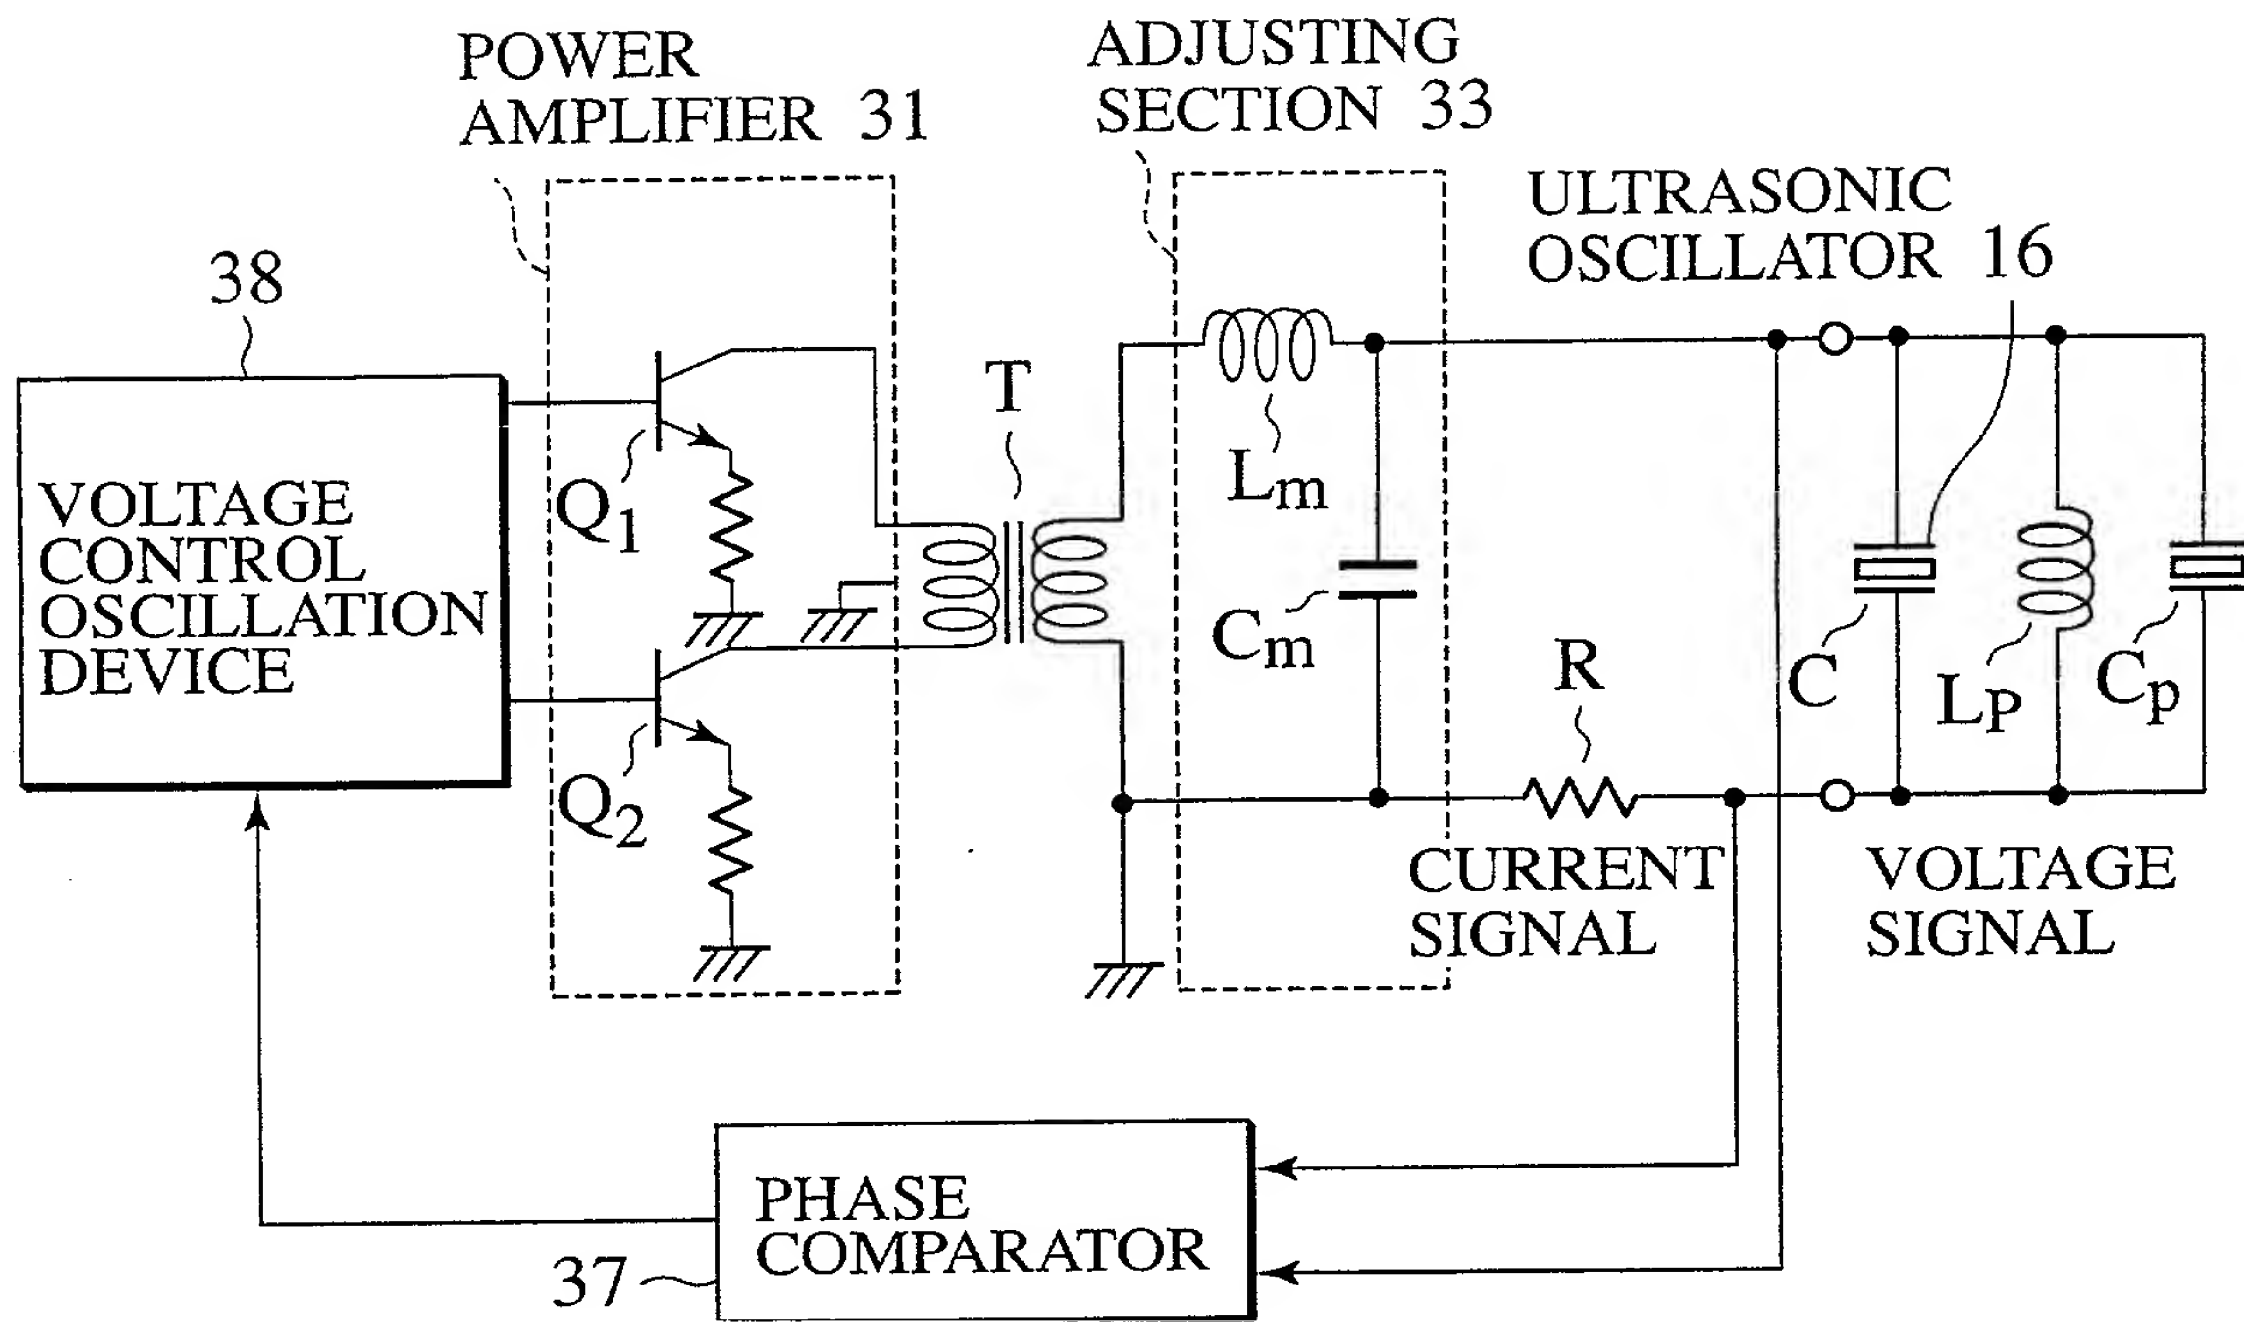 POWER
AMPLIFIER 31
ADJUSTING
SECTION 33
ULTRASONIC
OSCILLATOR 16
38
VOLTAGE
CONTROL
OSCILLATION
DEVICE
Q1
Q2
T
Lm
Cm
R
C
LP
Cp
CURRENT
SIGNAL
VOLTAGE
SIGNAL
PHASE
COMPARATOR
37